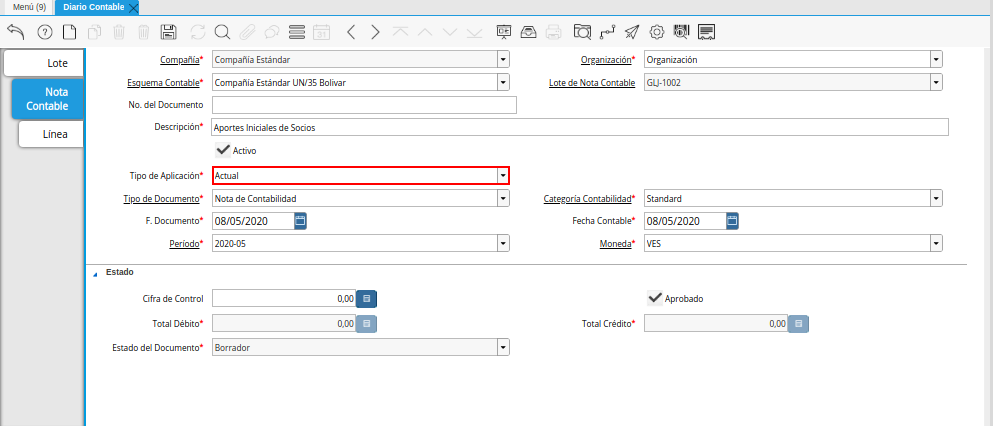 Menú (9) Diario Contable
Lote
Nota
Contable
Línea
Compañía* Compañía Estándar Organización* Organización
Esquema Contable* Compañía Estándar UN/35 Bolivar Lote de Nota Contable GLJ-1002
No. del Documento
Descripción* Aportes Iniciales de Socios
Activo
Tipo de Aplicación* Actual
Tipo de Documento* Nota de Contabilidad Categoría Contabilidad* Standard
F. Documento* 08/05/2020 Fecha Contable* 08/05/2020
Período* 2020-05 Moneda* VES
Estado
Cifra de Control 0,00 Aprobado
Total Débito* 0,00 Total Crédito* 0,00
Estado del Documento* Borrador